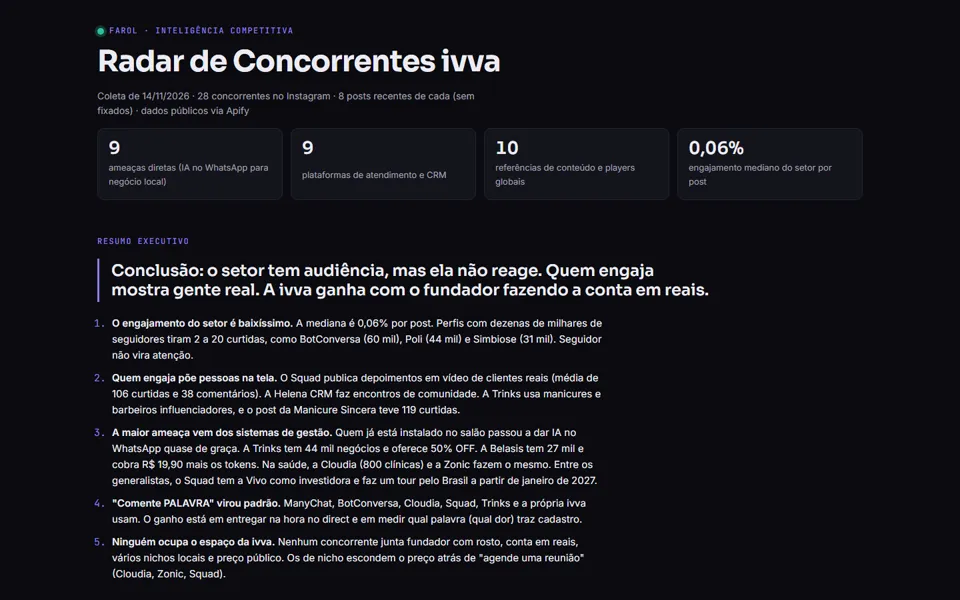 FAROL · INTELIGÊNCIA COMPETITIVA
Radar de Concorrentes ivva
Coleta de 14/11/2026 · 28 concorrentes no Instagram · 8 posts recentes de cada (sem
fixados) · dados públicos via Apify
9
ameaças diretas (IA no WhatsApp para
negócio local)
9
plataformas de atendimento e CRM
10
referências de conteúdo e players
globais
0,06%
engajamento mediano do setor por
post
RESUMO EXECUTIVO
Conclusão: o setor tem audiência, mas ela não reage. Quem engaja
mostra gente real. A ivva ganha com o fundador fazendo a conta em reais.
1. O engajamento do setor é baixíssimo. A mediana é 0,06% por post. Perfis com dezenas de milhares de
seguidores tiram 2 a 20 curtidas, como BotConversa (60 mil), Poli (44 mil) e Simbiose (31 mil). Seguidor
não vira atenção.
2. Quem engaja põe pessoas na tela. O Squad publica depoimentos em vídeo de clientes reais (média de
106 curtidas e 38 comentários). A Helena CRM faz encontros de comunidade. A Trinks usa manicures e
barbeiros influenciadores, e o post da Manicure Sincera teve 119 curtidas.
3. A maior ameaça vem dos sistemas de gestão. Quem já está instalado no salão passou a dar IA no
WhatsApp quase de graça. A Trinks tem 44 mil negócios e oferece 50% OFF. A Belasis tem 27 mil e
cobra R$ 19,90 mais os tokens. Na saúde, a Cloudia (800 clínicas) e a Zonic fazem o mesmo. Entre os
generalistas, o Squad tem a Vivo como investidora e faz um tour pelo Brasil a partir de janeiro de 2027.
4. "Comente PALAVRA" virou padrão. ManyChat, BotConversa, Cloudia, Squad, Trinks e a própria ivva
usam. O ganho está em entregar na hora no direct e em medir qual palavra (qual dor) traz cadastro.
5. Ninguém ocupa o espaço da ivva. Nenhum concorrente junta fundador com rosto, conta em reais,
vários nichos locais e preço público. Os de nicho escondem o preço atrás de "agende uma reunião"
(Cloudia, Zonic, Squad).